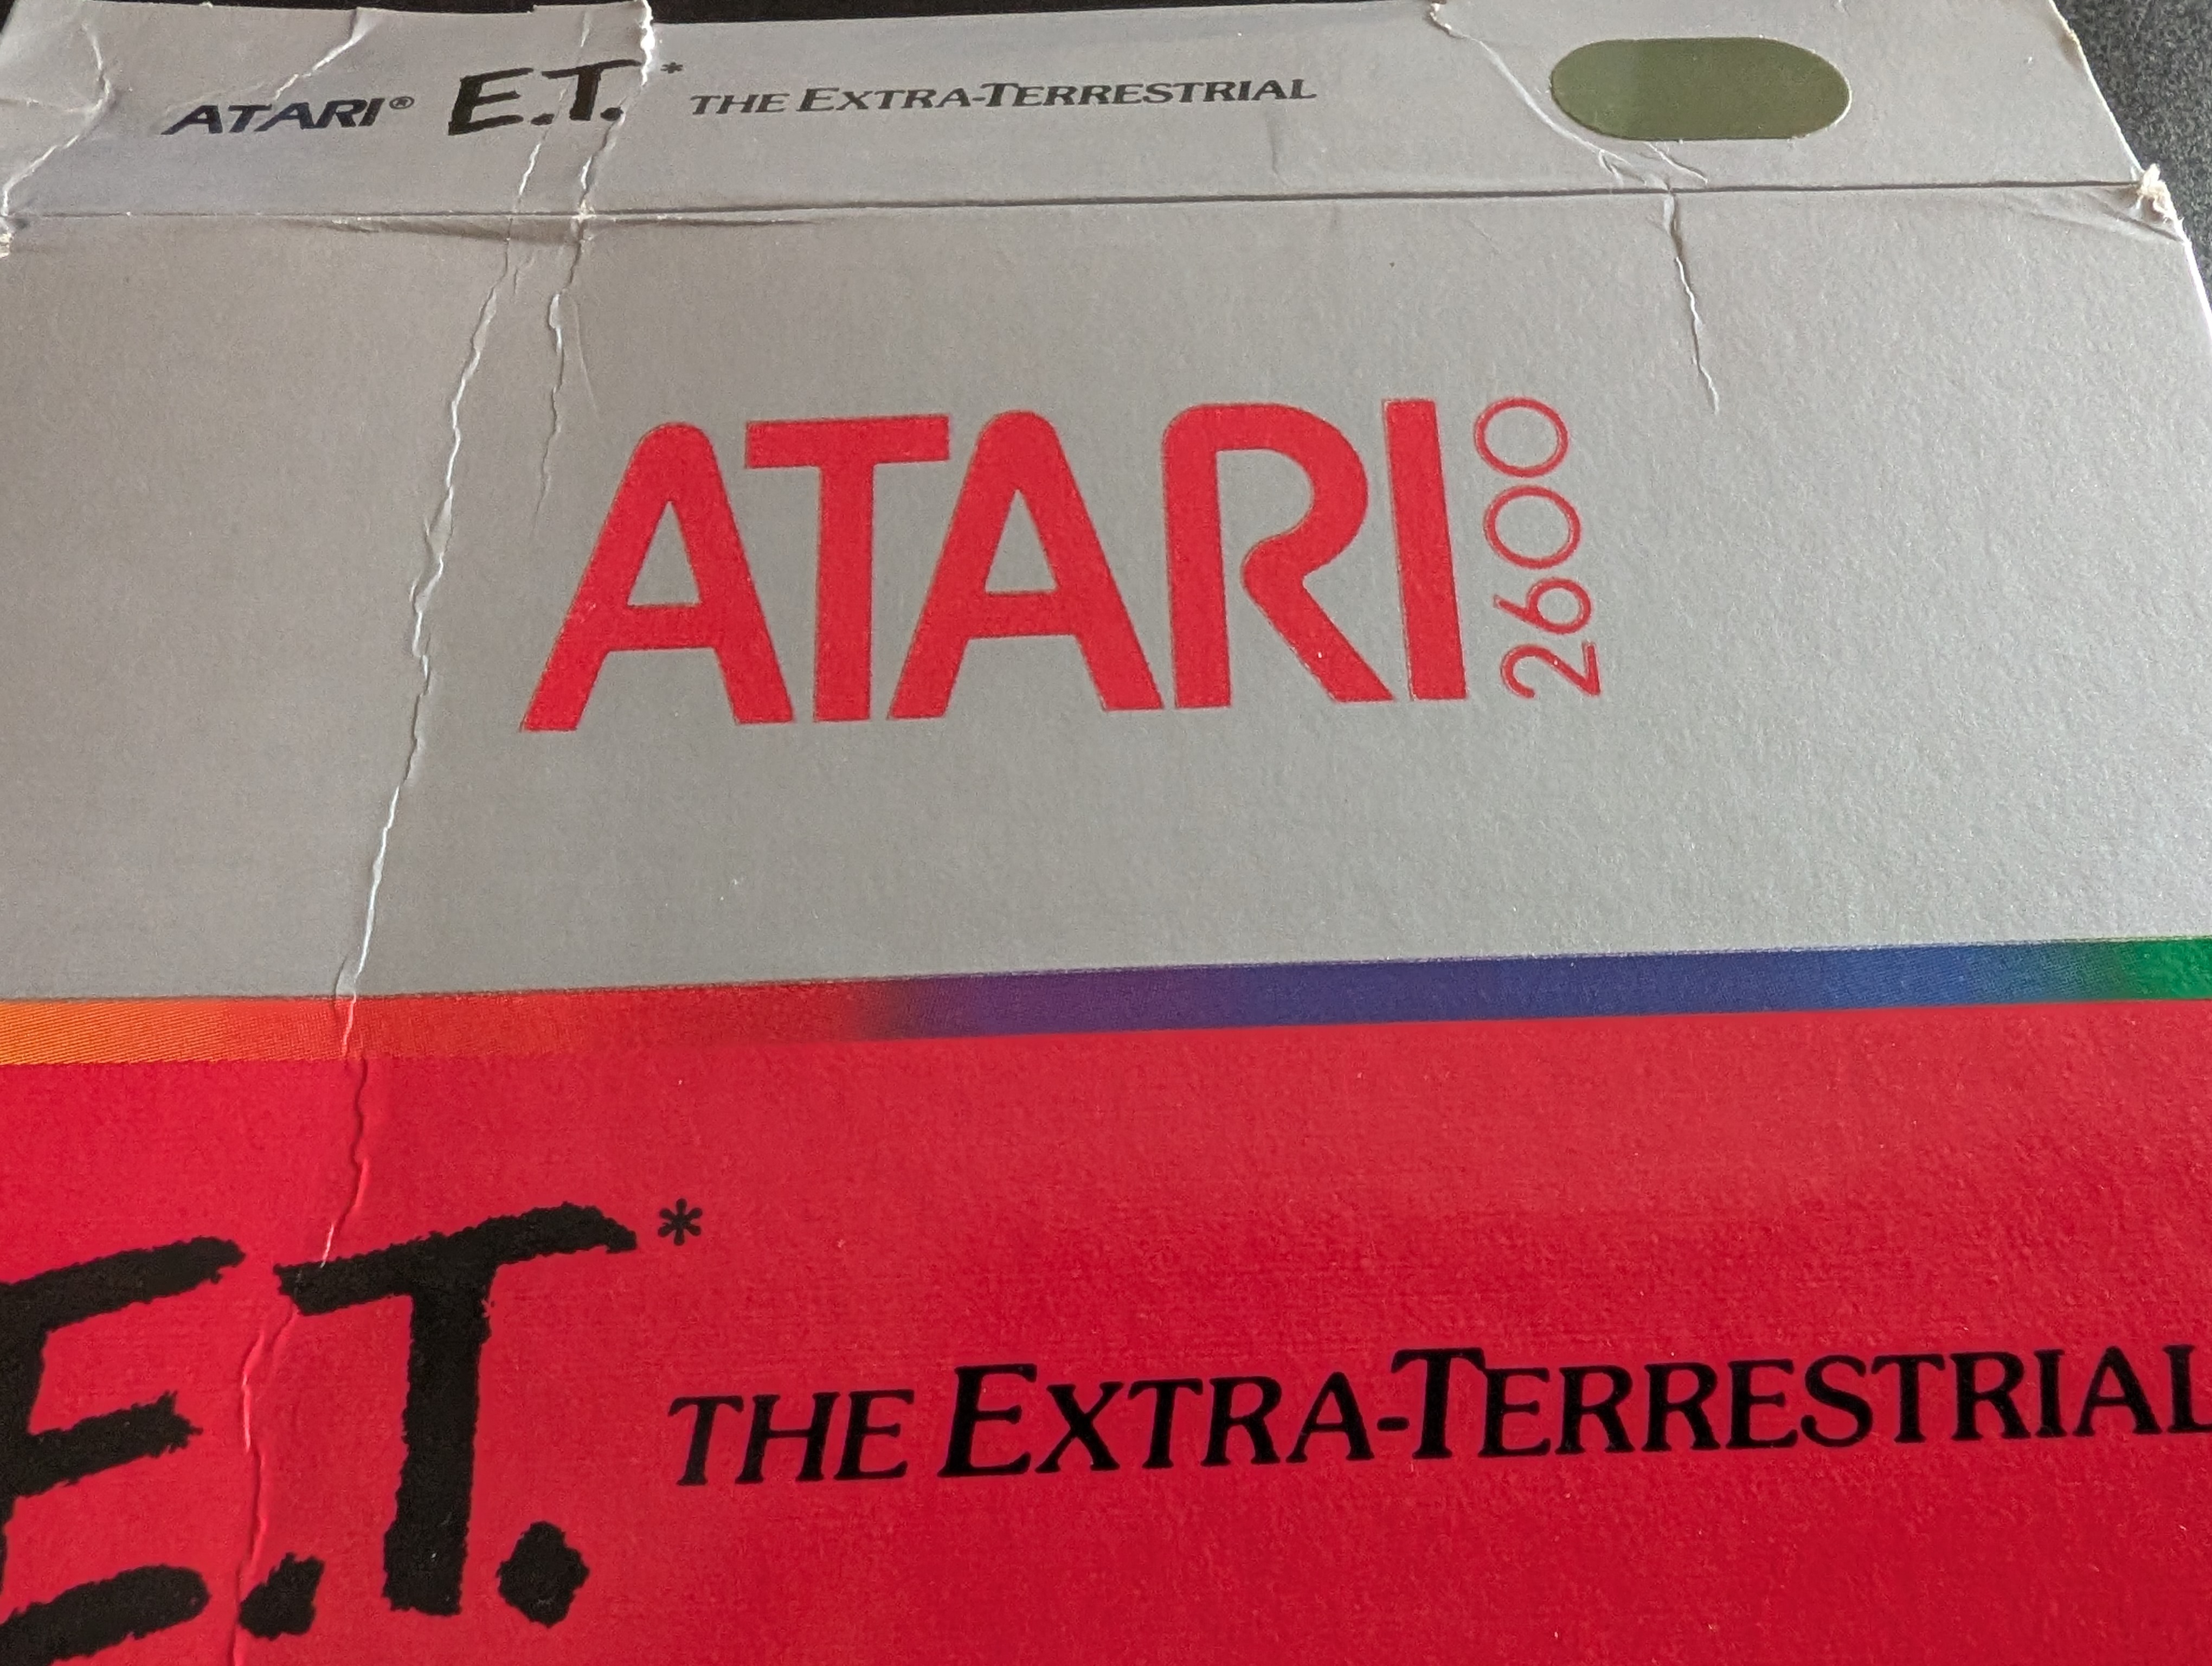 ATARI® E.T.* THE EXTRA-TERRESTRIAL
ATARI 2600
E.T.* THE EXTRA-TERRESTRIAL